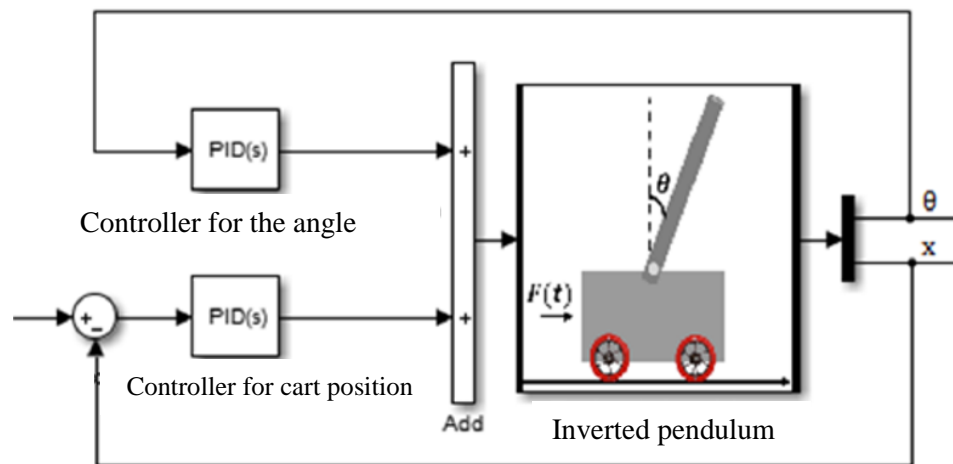 PID(s)
+
θ
Controller for the angle
θ
x
F(t)
+
-
PID(s)
+
Controller for cart position
Add
Inverted pendulum